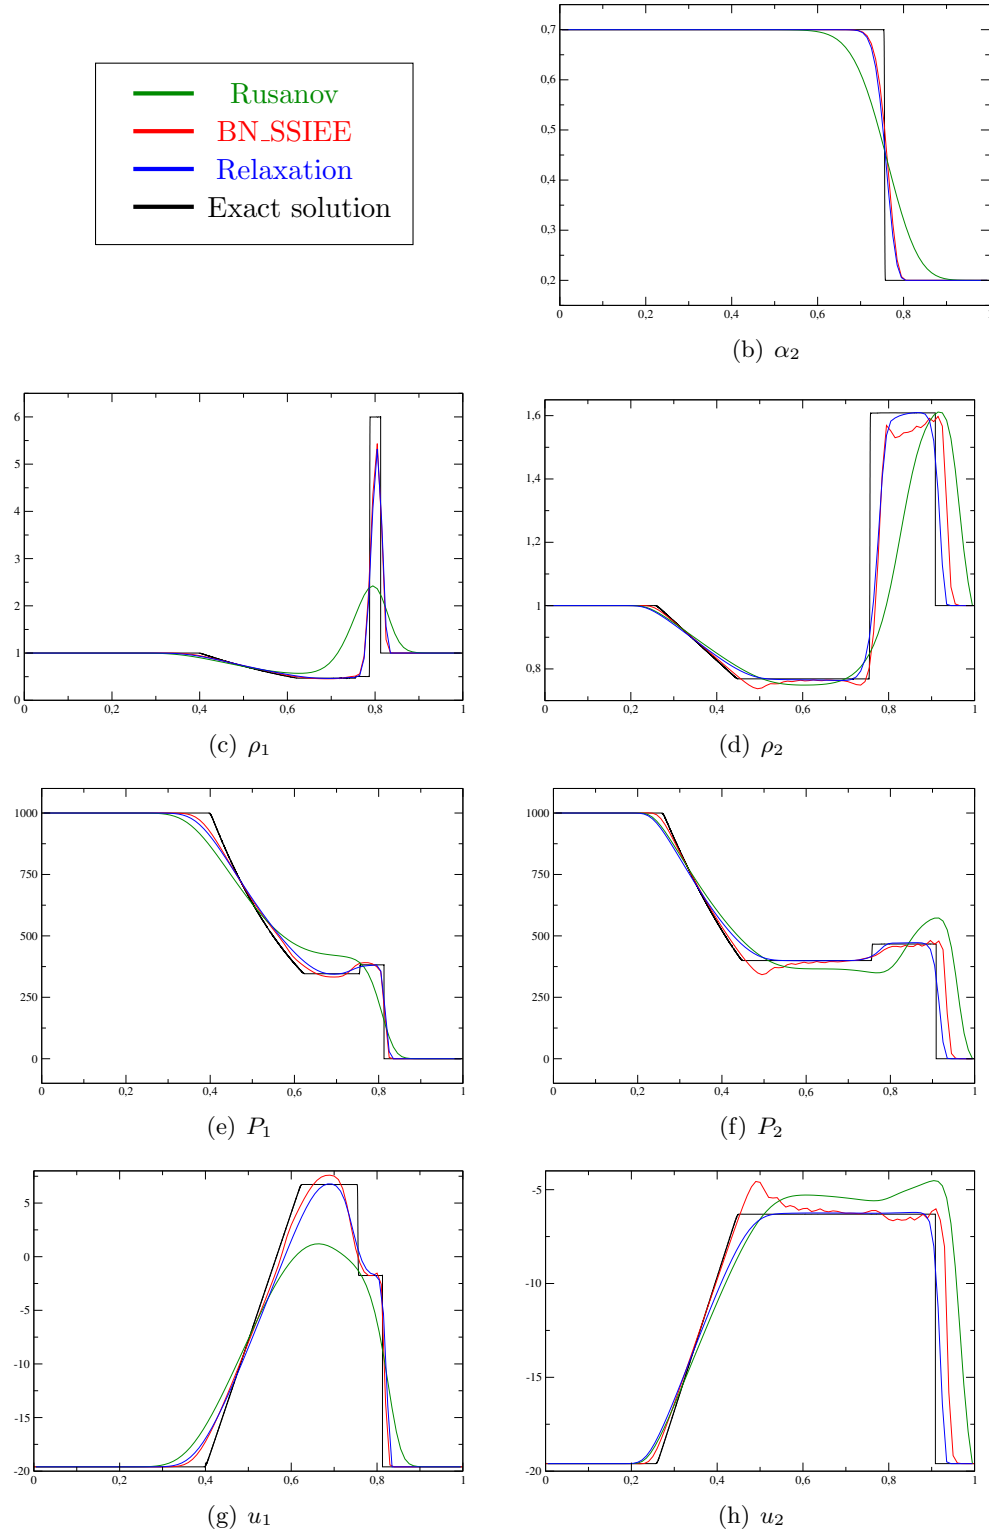 Rusanov
BN_SSIEE
Relaxation
Exact solution
0,7
0,6
0,5
0,4
0,3
0,2
0 0,2 0,4 0,6 0,8 1
(b) α₂
6
5
4
3
2
1
0
0 0,2 0,4 0,6 0,8 1
(c) ρ₁
1,6
1,4
1,2
1
0,8
0 0,2 0,4 0,6 0,8 1
(d) ρ₂
1000
750
500
250
0
0 0,2 0,4 0,6 0,8 1
(e) P₁
1000
750
500
250
0
0 0,2 0,4 0,6 0,8 1
(f) P₂
5
0
-5
-10
-15
-20
0 0,2 0,4 0,6 0,8 1
(g) u₁
-5
-10
-15
-20
0 0,2 0,4 0,6 0,8 1
(h) u₂